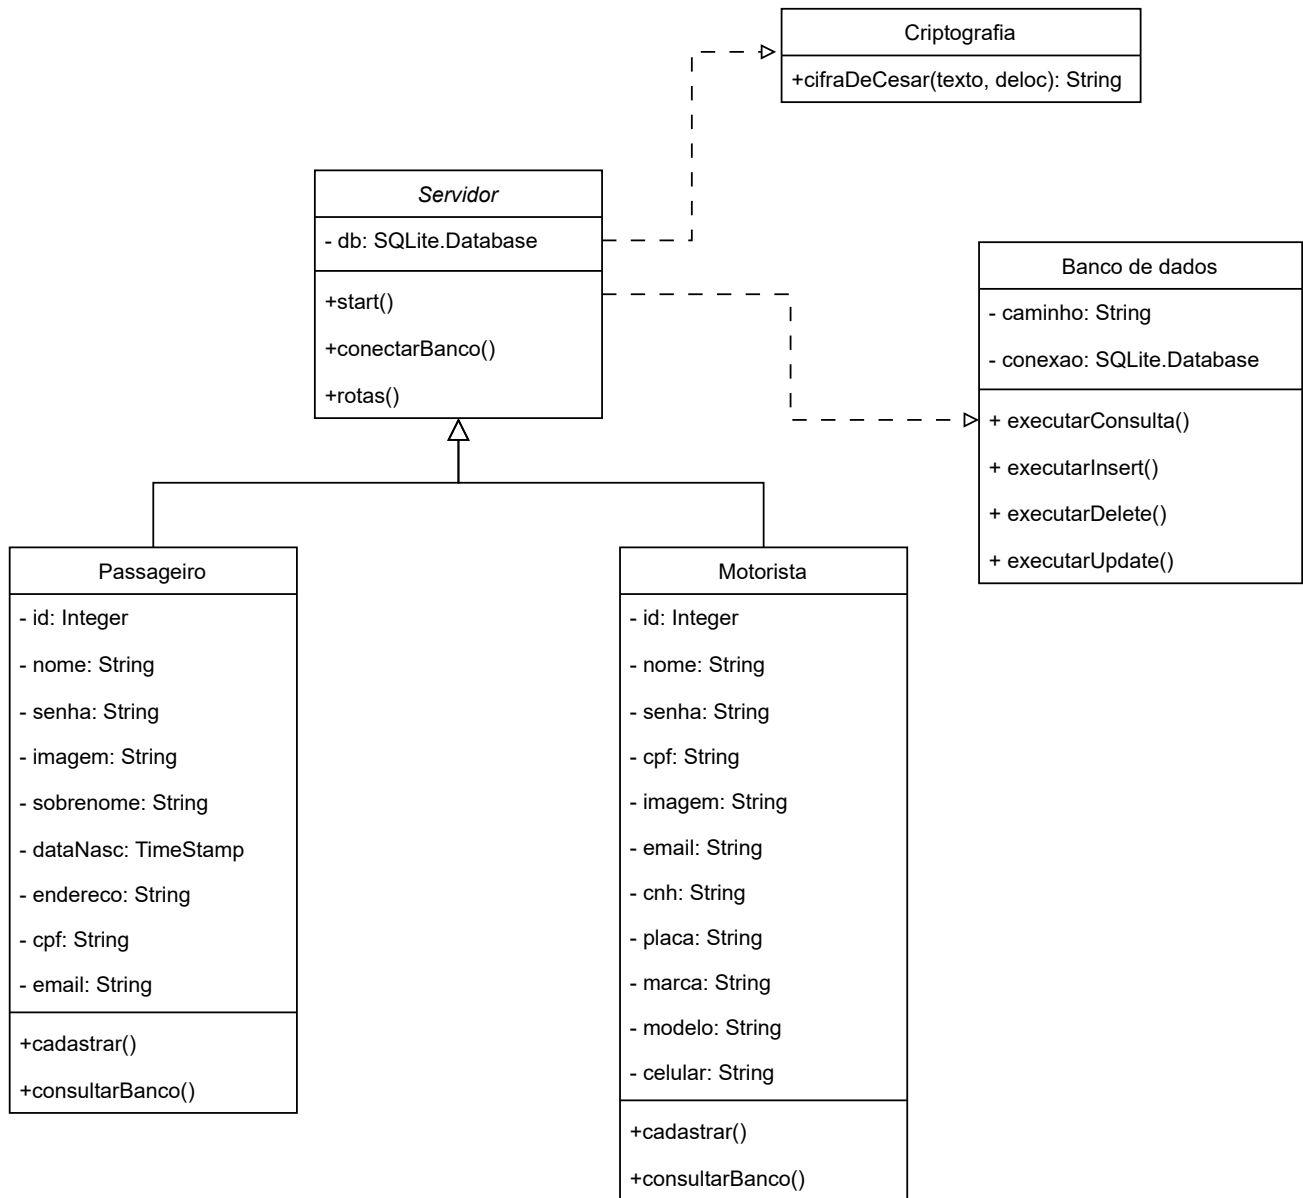 Criptografia
+cifraDeCesar(texto, deloc): String
Servidor
- db: SQLite.Database
+start()
+conectarBanco()
+rotas()
Banco de dados
- caminho: String
- conexao: SQLite.Database
+ executarConsulta()
+ executarInsert()
+ executarDelete()
+ executarUpdate()
Passageiro
- id: Integer
- nome: String
- senha: String
- imagem: String
- sobrenome: String
- dataNasc: TimeStamp
- endereco: String
- cpf: String
- email: String
+cadastrar()
+consultarBanco()
Motorista
- id: Integer
- nome: String
- senha: String
- cpf: String
- imagem: String
- email: String
- cnh: String
- placa: String
- marca: String
- modelo: String
- celular: String
+cadastrar()
+consultarBanco()